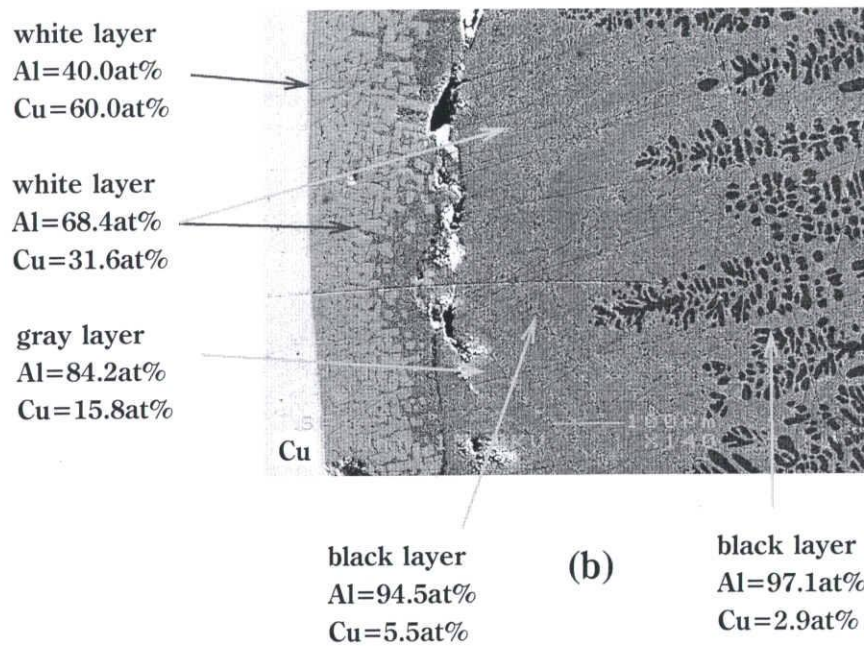 white layer
Al=40.0at%
Cu=60.0at%
white layer
Al=68.4at%
Cu=31.6at%
gray layer
Al=84.2at%
Cu=15.8at%
Cu
100μm
X140
black layer
Al=94.5at%
Cu=5.5at%
(b)
black layer
Al=97.1at%
Cu=2.9at%